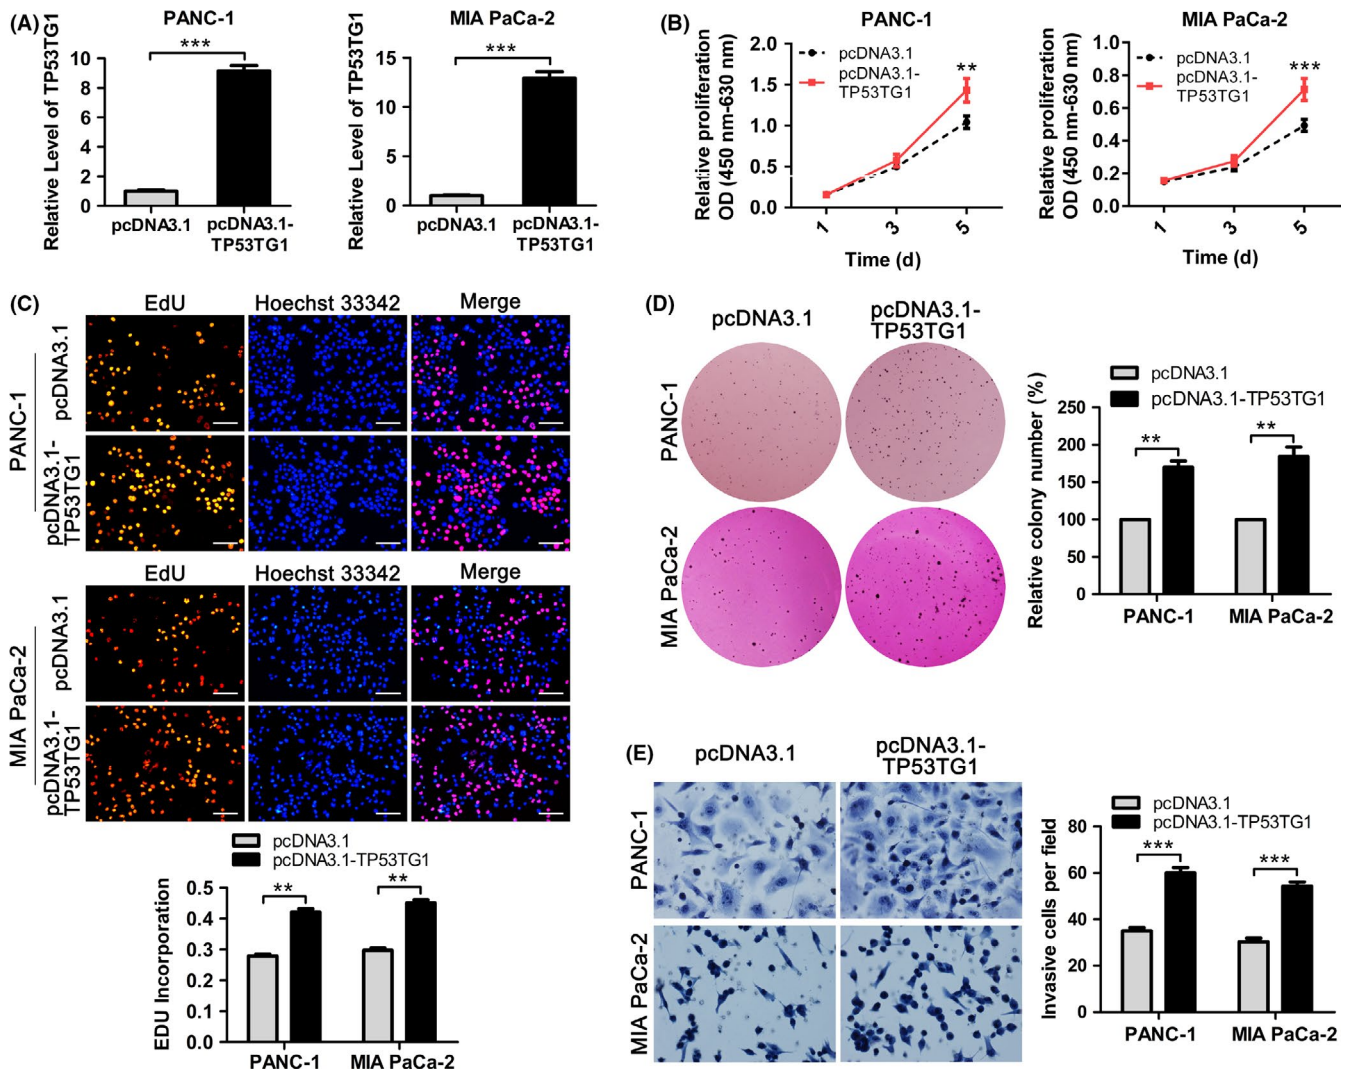 (A)
PANC-1
Relative Level of TP53TG1
10
8
6
4
2
0
***
pcDNA3.1
pcDNA3.1-
TP53TG1
MIA PaCa-2
Relative Level of TP53TG1
15
10
5
0
***
pcDNA3.1
pcDNA3.1-
TP53TG1
(B)
PANC-1
Relative proliferation
OD (450 nm-630 nm)
2.0
1.5
1.0
0.5
0.0
pcDNA3.1
pcDNA3.1-
TP53TG1
**
1
3
5
Time (d)
MIA PaCa-2
Relative proliferation
OD (450 nm-630 nm)
1.0
0.8
0.6
0.4
0.2
0.0
pcDNA3.1
pcDNA3.1-
TP53TG1
***
1
3
5
Time (d)
(C)
EdU
Hoechst 33342
Merge
PANC-1
pcDNA3.1
pcDNA3.1-
TP53TG1
EdU
Hoechst 33342
Merge
MIA PaCa-2
pcDNA3.1
pcDNA3.1-
TP53TG1
pcDNA3.1
pcDNA3.1-TP53TG1
EDU Incorporation
0.5
0.4
0.3
0.2
0.1
0.0
**
**
PANC-1
MIA PaCa-2
(D)
pcDNA3.1
pcDNA3.1-
TP53TG1
PANC-1
MIA PaCa-2
pcDNA3.1
pcDNA3.1-TP53TG1
Relative colony number (%)
250
200
150
100
50
0
**
**
PANC-1
MIA PaCa-2
(E)
pcDNA3.1
pcDNA3.1-
TP53TG1
PANC-1
MIA PaCa-2
pcDNA3.1
pcDNA3.1-TP53TG1
Invasive cells per field
80
60
40
20
0
***
***
PANC-1
MIA PaCa-2